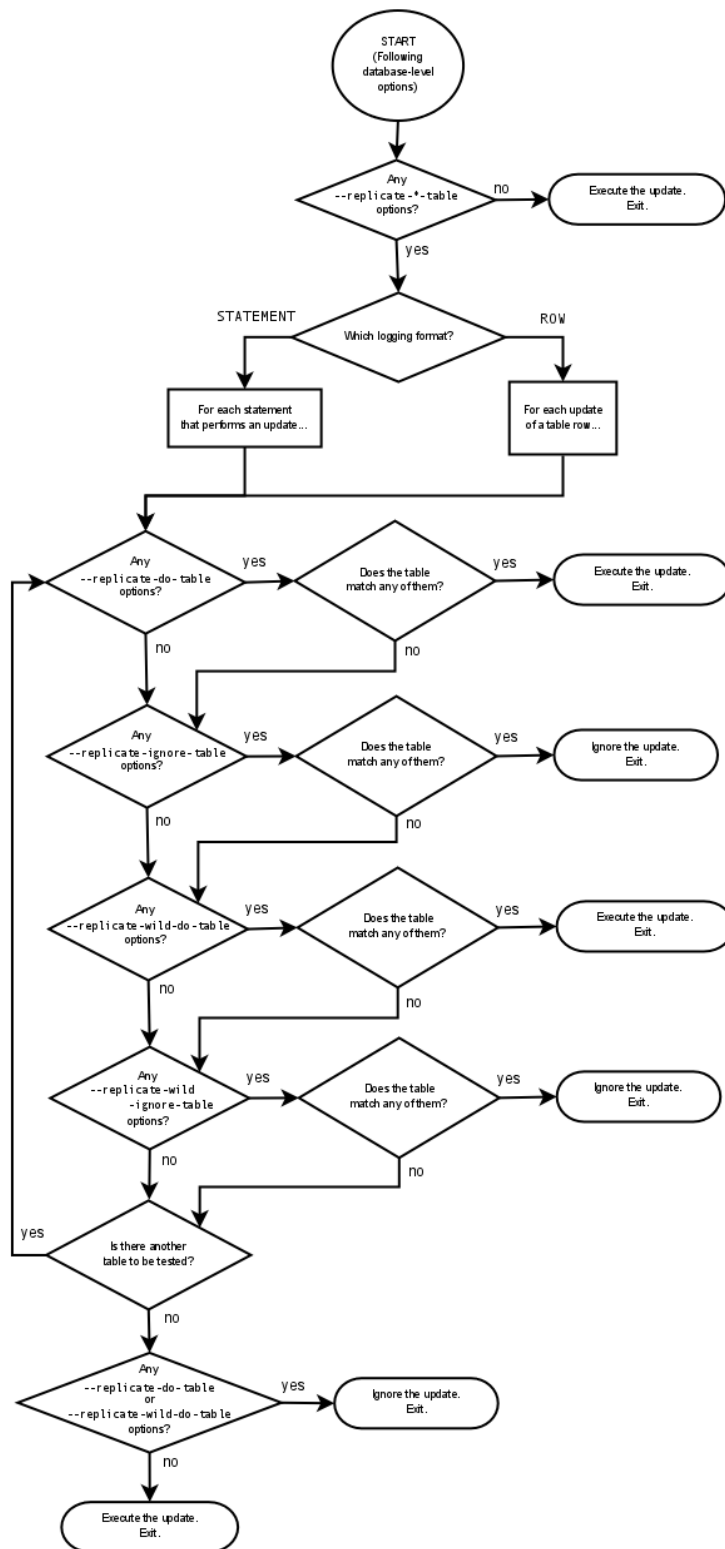 START
(Following
database-level
options)
Any
--replicate-*-table
options?
no
Execute the update.
Exit.
yes
STATEMENT
Which logging format?
ROW
For each statement
that performs an update...
For each update
of a table row...
Any
--replicate-do-table
options?
yes
Does the table
match any of them?
yes
Execute the update.
Exit.
no
no
Any
--replicate-ignore-table
options?
yes
Does the table
match any of them?
yes
Ignore the update.
Exit.
no
no
Any
--replicate-wild-do-table
options?
yes
Does the table
match any of them?
yes
Execute the update.
Exit.
no
no
Any
--replicate-wild
-ignore-table
options?
yes
Does the table
match any of them?
yes
Ignore the update.
Exit.
no
no
yes
Is there another
table to be tested?
no
Any
--replicate-do-table
or
--replicate-wild-do-table
options?
yes
Ignore the update.
Exit.
no
Execute the update.
Exit.